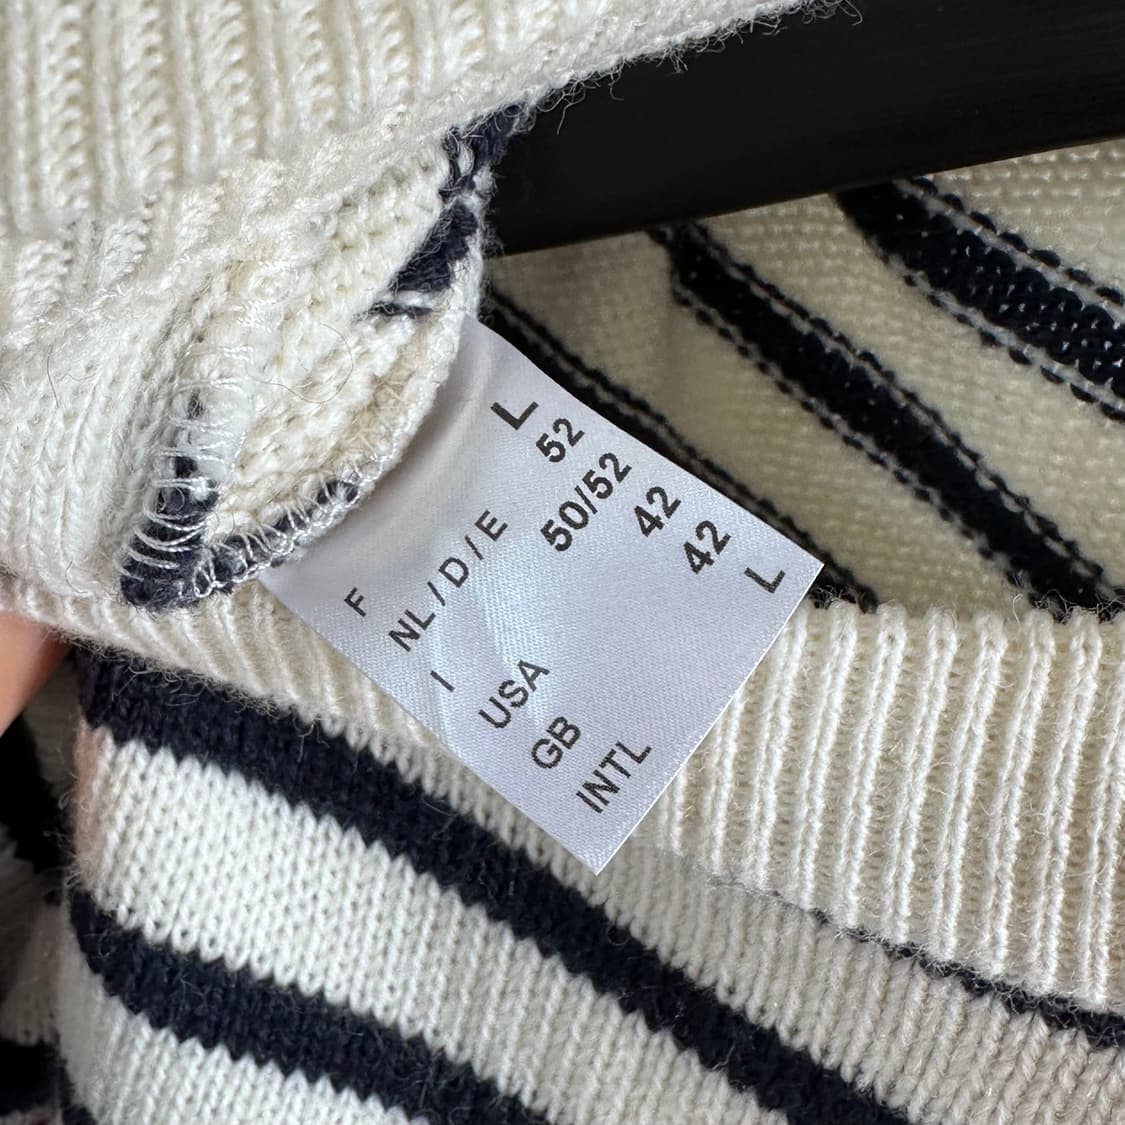 F L
NL / D / E 52
I 50/52
USA 42
GB 42
INTL L